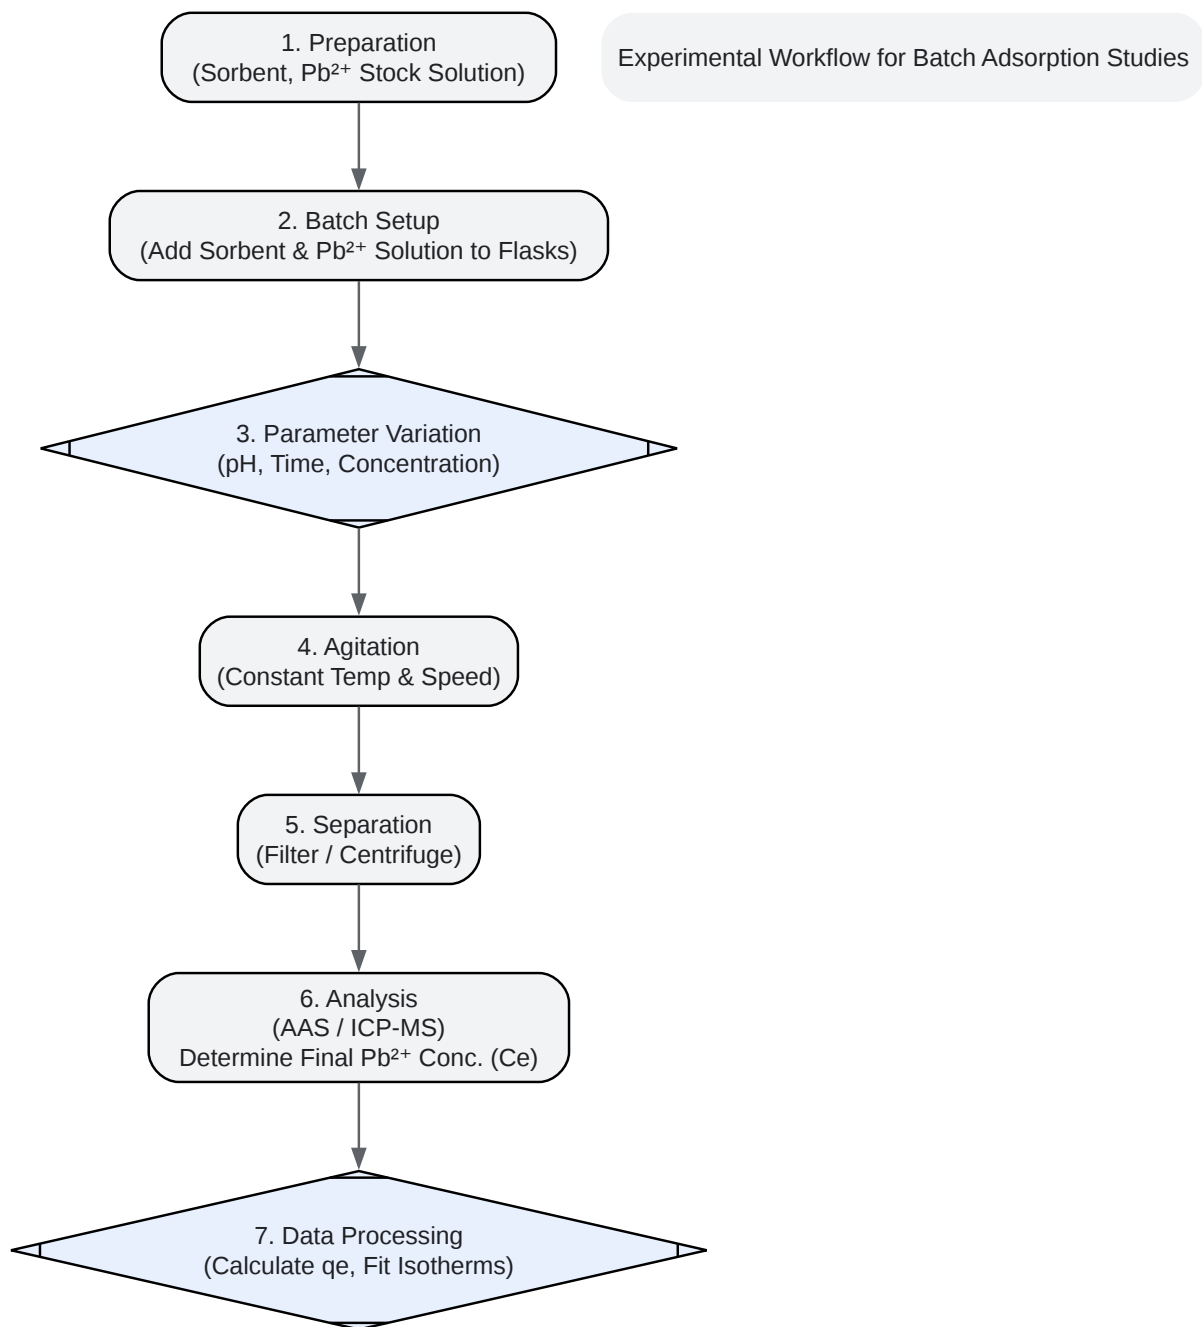 1. Preparation
(Sorbent, Pb²⁺ Stock Solution)
Experimental Workflow for Batch Adsorption Studies
2. Batch Setup
(Add Sorbent & Pb²⁺ Solution to Flasks)
3. Parameter Variation
(pH, Time, Concentration)
4. Agitation
(Constant Temp & Speed)
5. Separation
(Filter / Centrifuge)
6. Analysis
(AAS / ICP-MS)
Determine Final Pb²⁺ Conc. (Ce)
7. Data Processing
(Calculate qe, Fit Isotherms)